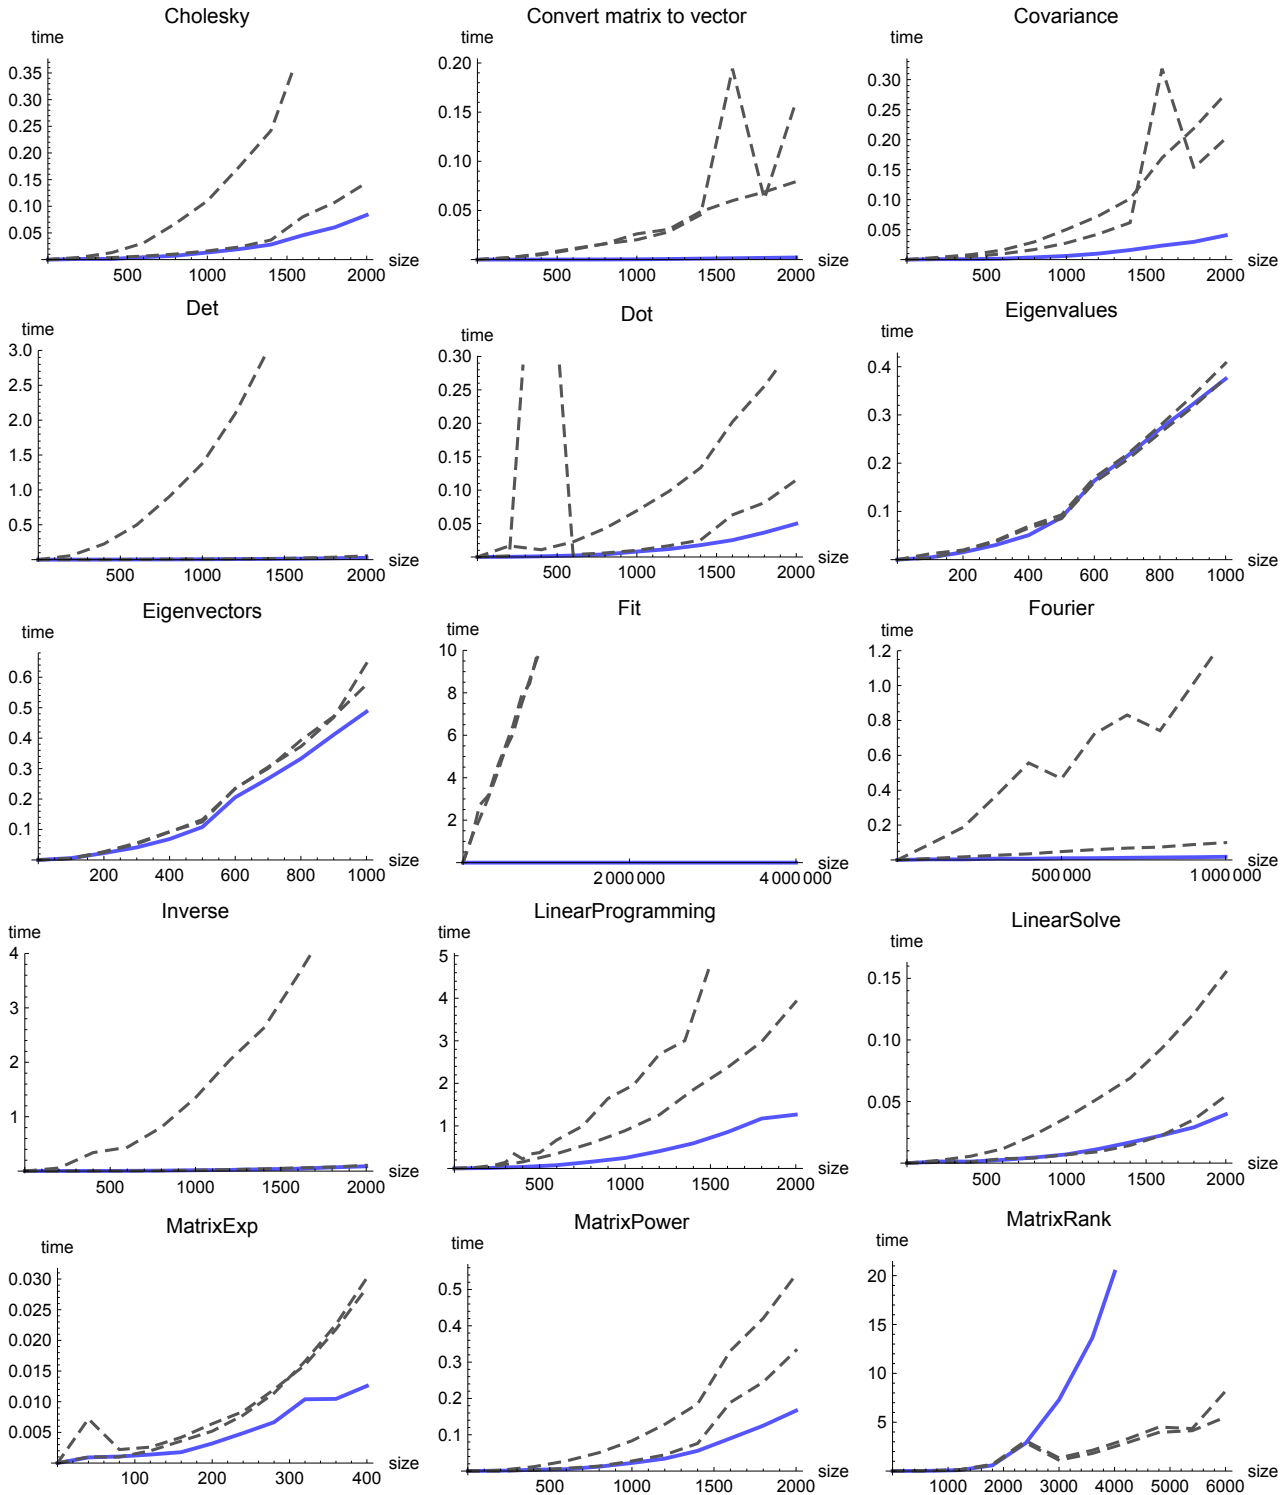 Cholesky
time
0.35
0.30
0.25
0.20
0.15
0.10
0.05
500 1000 1500 2000 size
Convert matrix to vector
time
0.20
0.15
0.10
0.05
500 1000 1500 2000 size
Covariance
time
0.30
0.25
0.20
0.15
0.10
0.05
500 1000 1500 2000 size
Det
time
3.0
2.5
2.0
1.5
1.0
0.5
500 1000 1500 2000 size
Dot
time
0.30
0.25
0.20
0.15
0.10
0.05
500 1000 1500 2000 size
Eigenvalues
time
0.4
0.3
0.2
0.1
200 400 600 800 1000 size
Eigenvectors
time
0.6
0.5
0.4
0.3
0.2
0.1
200 400 600 800 1000 size
Fit
time
10
8
6
4
2
2000000 4000000 size
Fourier
time
1.2
1.0
0.8
0.6
0.4
0.2
500000 1000000 size
Inverse
time
4
3
2
1
500 1000 1500 2000 size
LinearProgramming
time
5
4
3
2
1
500 1000 1500 2000 size
LinearSolve
time
0.15
0.10
0.05
500 1000 1500 2000 size
MatrixExp
time
0.030
0.025
0.020
0.015
0.010
0.005
100 200 300 400 size
MatrixPower
time
0.5
0.4
0.3
0.2
0.1
500 1000 1500 2000 size
MatrixRank
time
20
15
10
5
1000 2000 3000 4000 5000 6000 size